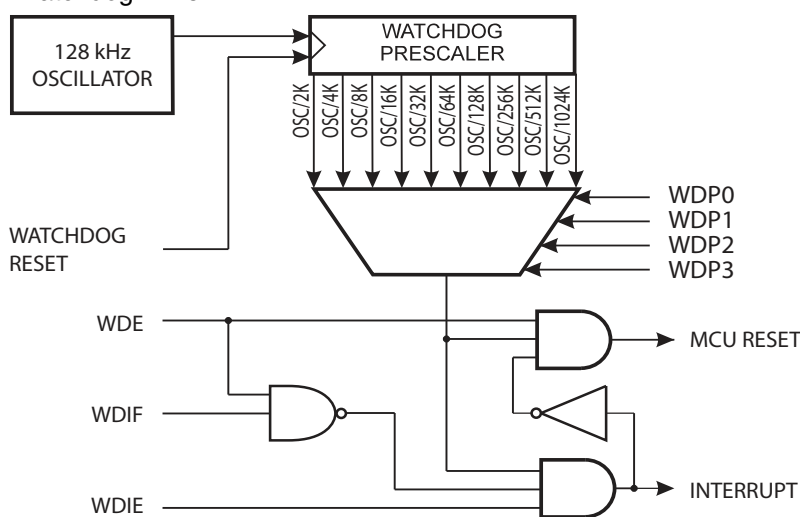 128 kHz
OSCILLATOR
WATCHDOG
PRESCALER
OSC/2K
OSC/4K
OSC/8K
OSC/16K
OSC/32K
OSC/64K
OSC/128K
OSC/256K
OSC/512K
OSC/1024K
WDP0
WDP1
WDP2
WDP3
WATCHDOG
RESET
WDE
MCU RESET
WDIF
INTERRUPT
WDIE